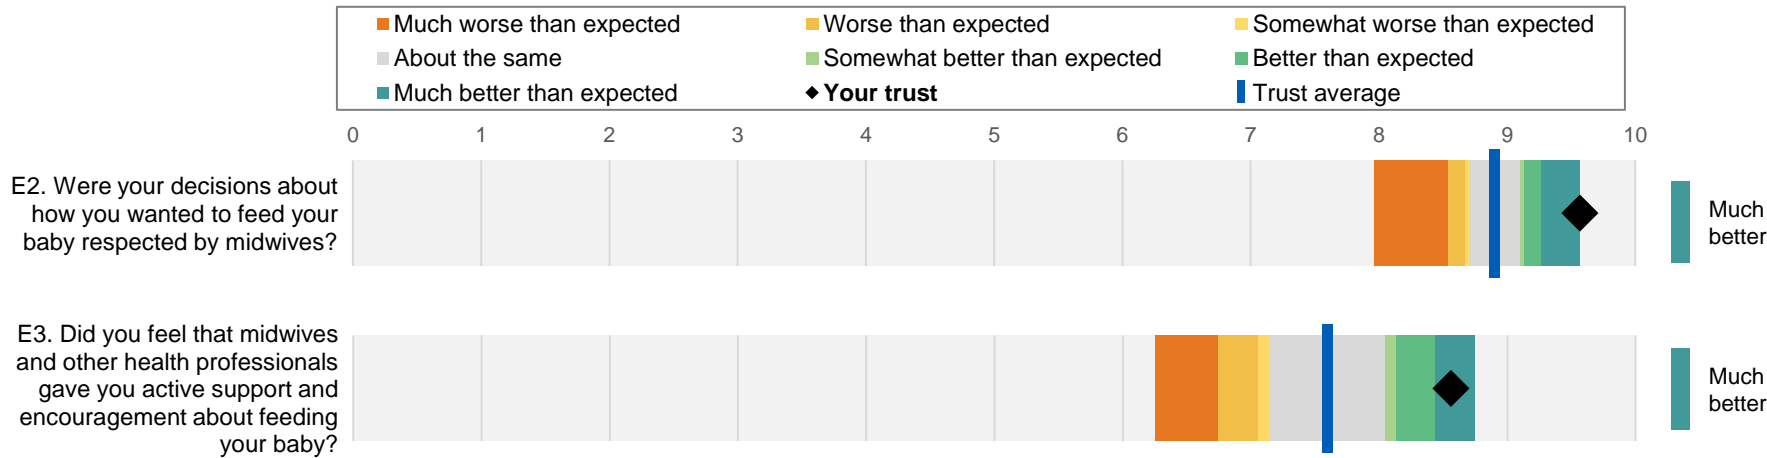 Much worse than expected
Worse than expected
Somewhat worse than expected
About the same
Somewhat better than expected
Better than expected
Much better than expected
Your trust
Trust average
0 1 2 3 4 5 6 7 8 9 10
E2. Were your decisions about
how you wanted to feed your
baby respected by midwives?
Much
better
E3. Did you feel that midwives
and other health professionals
gave you active support and
encouragement about feeding
your baby?
Much
better